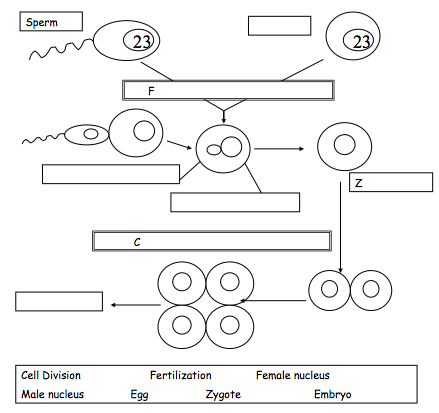 Sperm
23 23
F
Z
C
Cell Division Fertilization Female nucleus
Male nucleus Egg Zygote Embryo